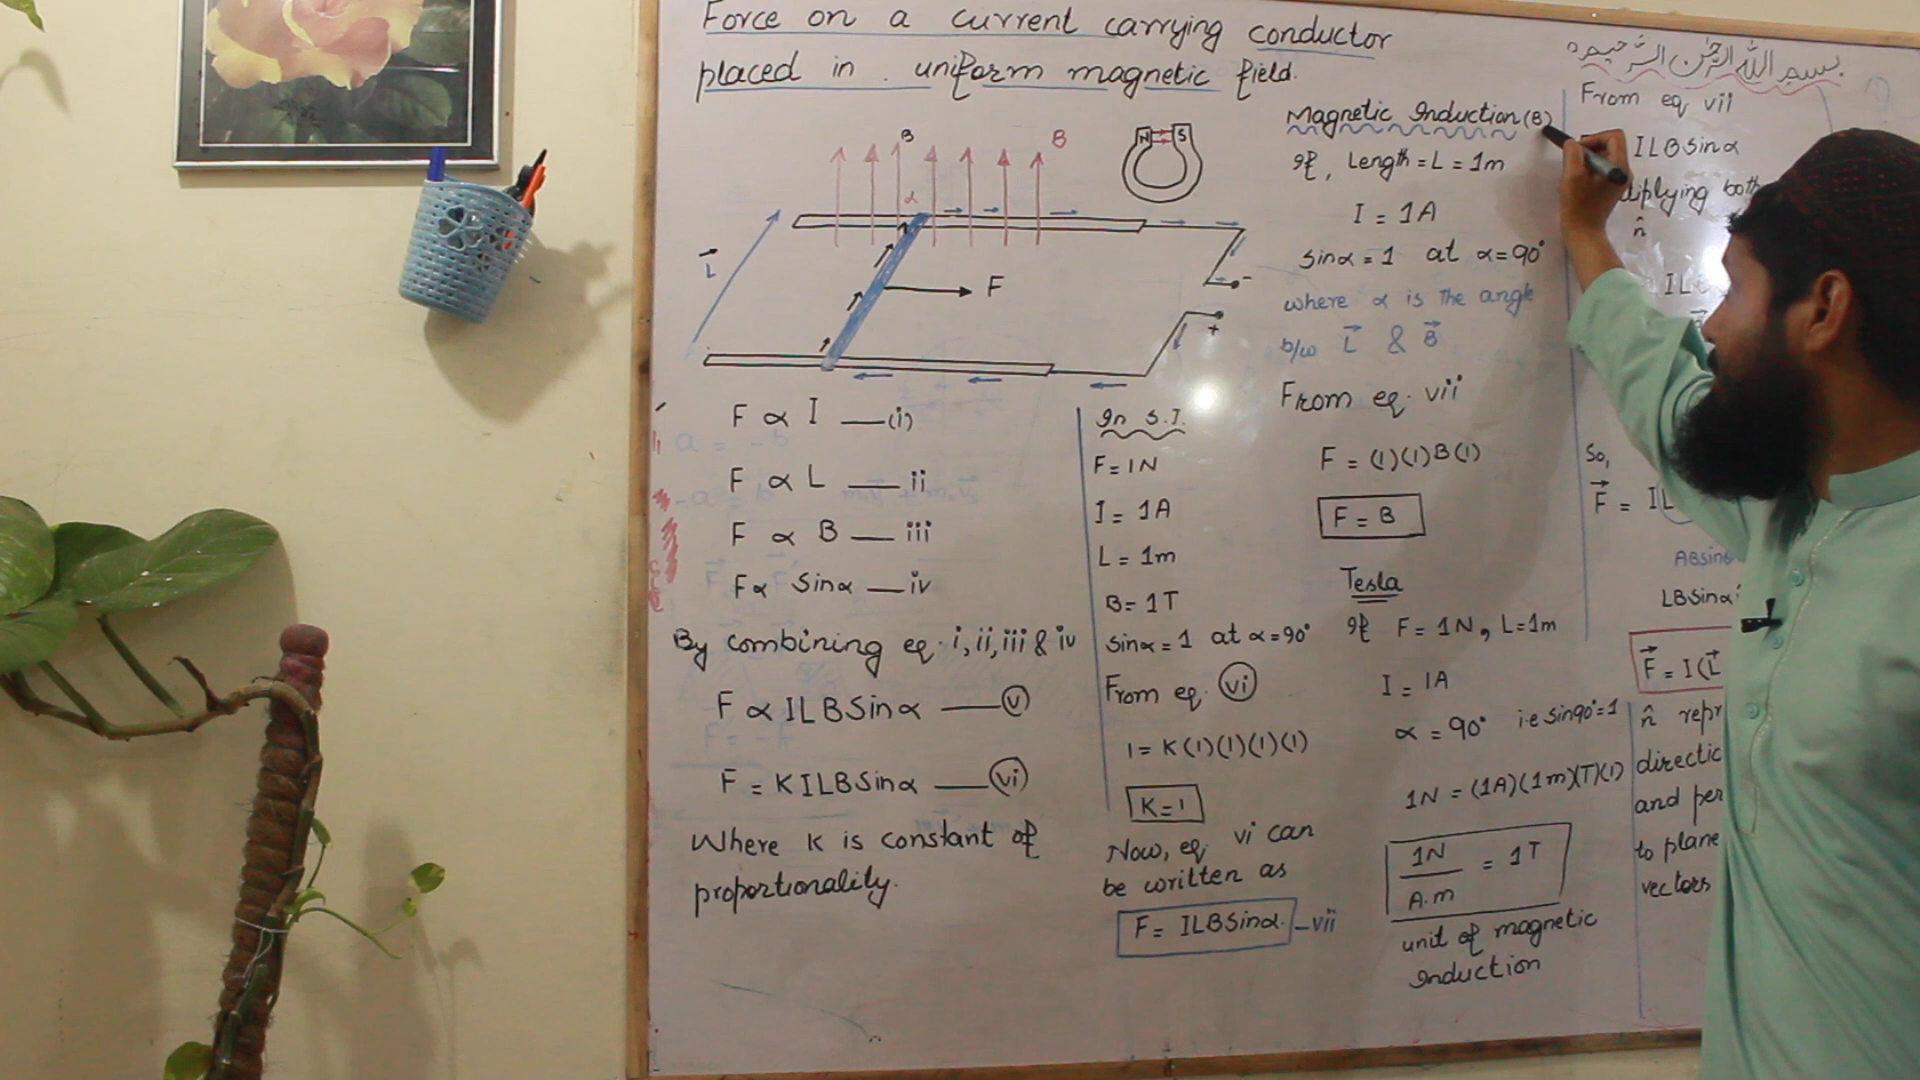 Force on a current carrying conductor
placed in uniform magnetic field.
B
B
α
L
F
N S
-
+
F ∝ I —(i)
F ∝ L — ii
F ∝ B — iii
F ∝ Sinα — iv
By combining eq. i, ii, iii & iv
F ∝ ILBSinα — v
F = KILBSinα — vi
Where K is constant of
proportionality.
In S.I.
F = 1N
I = 1A
L = 1m
B = 1T
Sinα = 1 at α = 90°
From eq. vi
1 = K(1)(1)(1)(1)
K = 1
Now, eq vi can
be written as
F = ILBSinα. – vii
Magnetic Induction (B)
If, Length = L = 1m
I = 1A
Sinα = 1 at α = 90°
where α is the angle
b/w L & B
From eq. vii
F = (1)(1)B(1)
F = B
Tesla
If F = 1N, L = 1m
I = 1A
α = 90° i.e Sin90° = 1
1N = (1A)(1m)(T)(1)
1N/A.m = 1T
unit of magnetic
Induction
بسم الله الرحمن الرحيم
From eq vii
ILBSinα
both
n̂
So,
F = IL
LBSinα
F = I(L
n̂
to plane
vectors